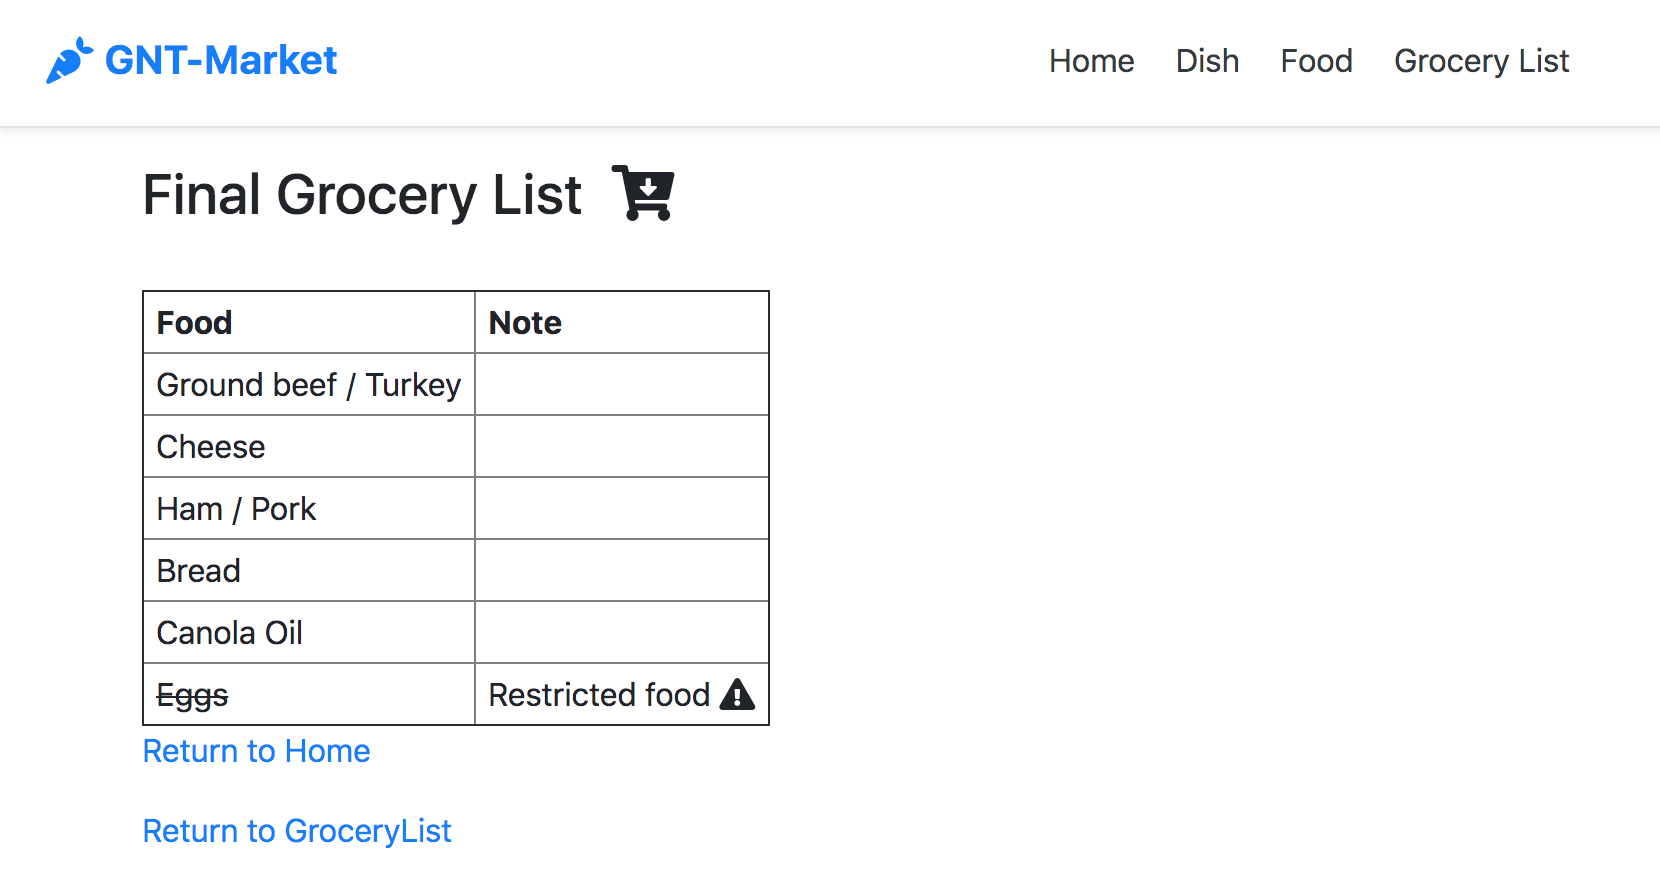 GNT-Market
Home Dish Food Grocery List
Final Grocery List
Food Note
Ground beef / Turkey
Cheese
Ham / Pork
Bread
Canola Oil
Eggs Restricted food
Return to Home
Return to GroceryList